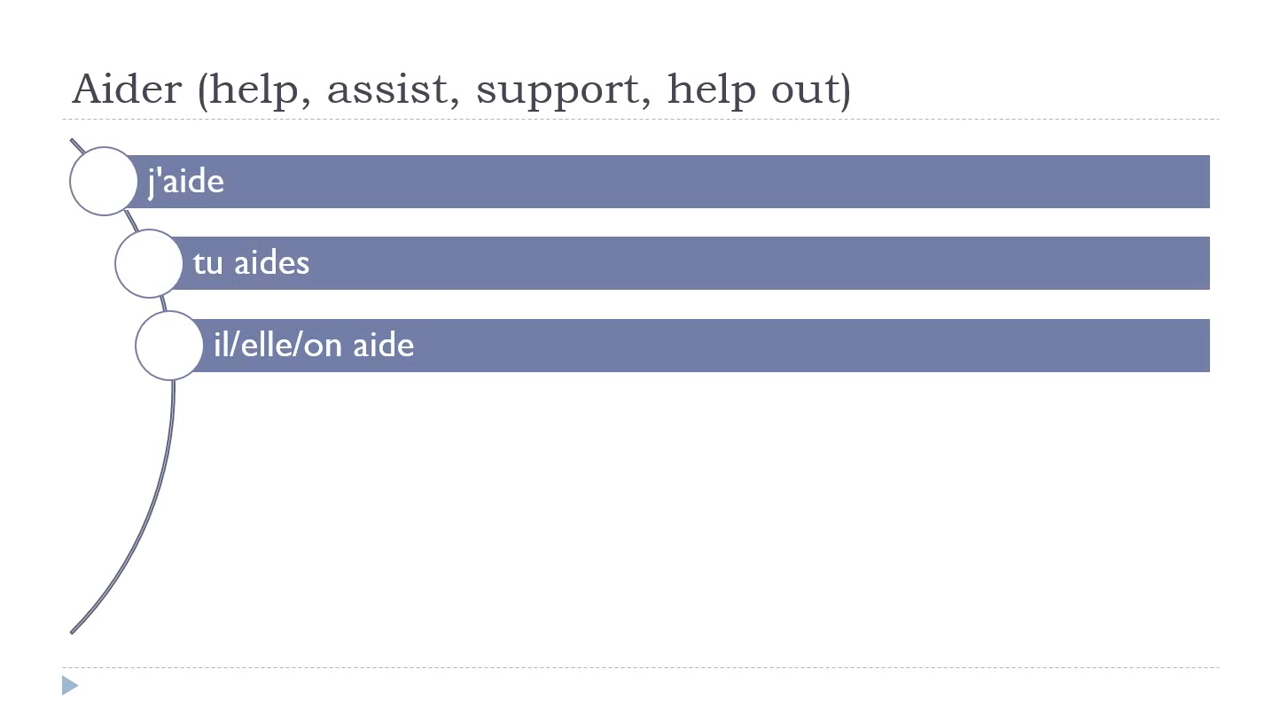 Aider (help, assist, support, help out)
j'aide
tu aides
il/elle/on aide